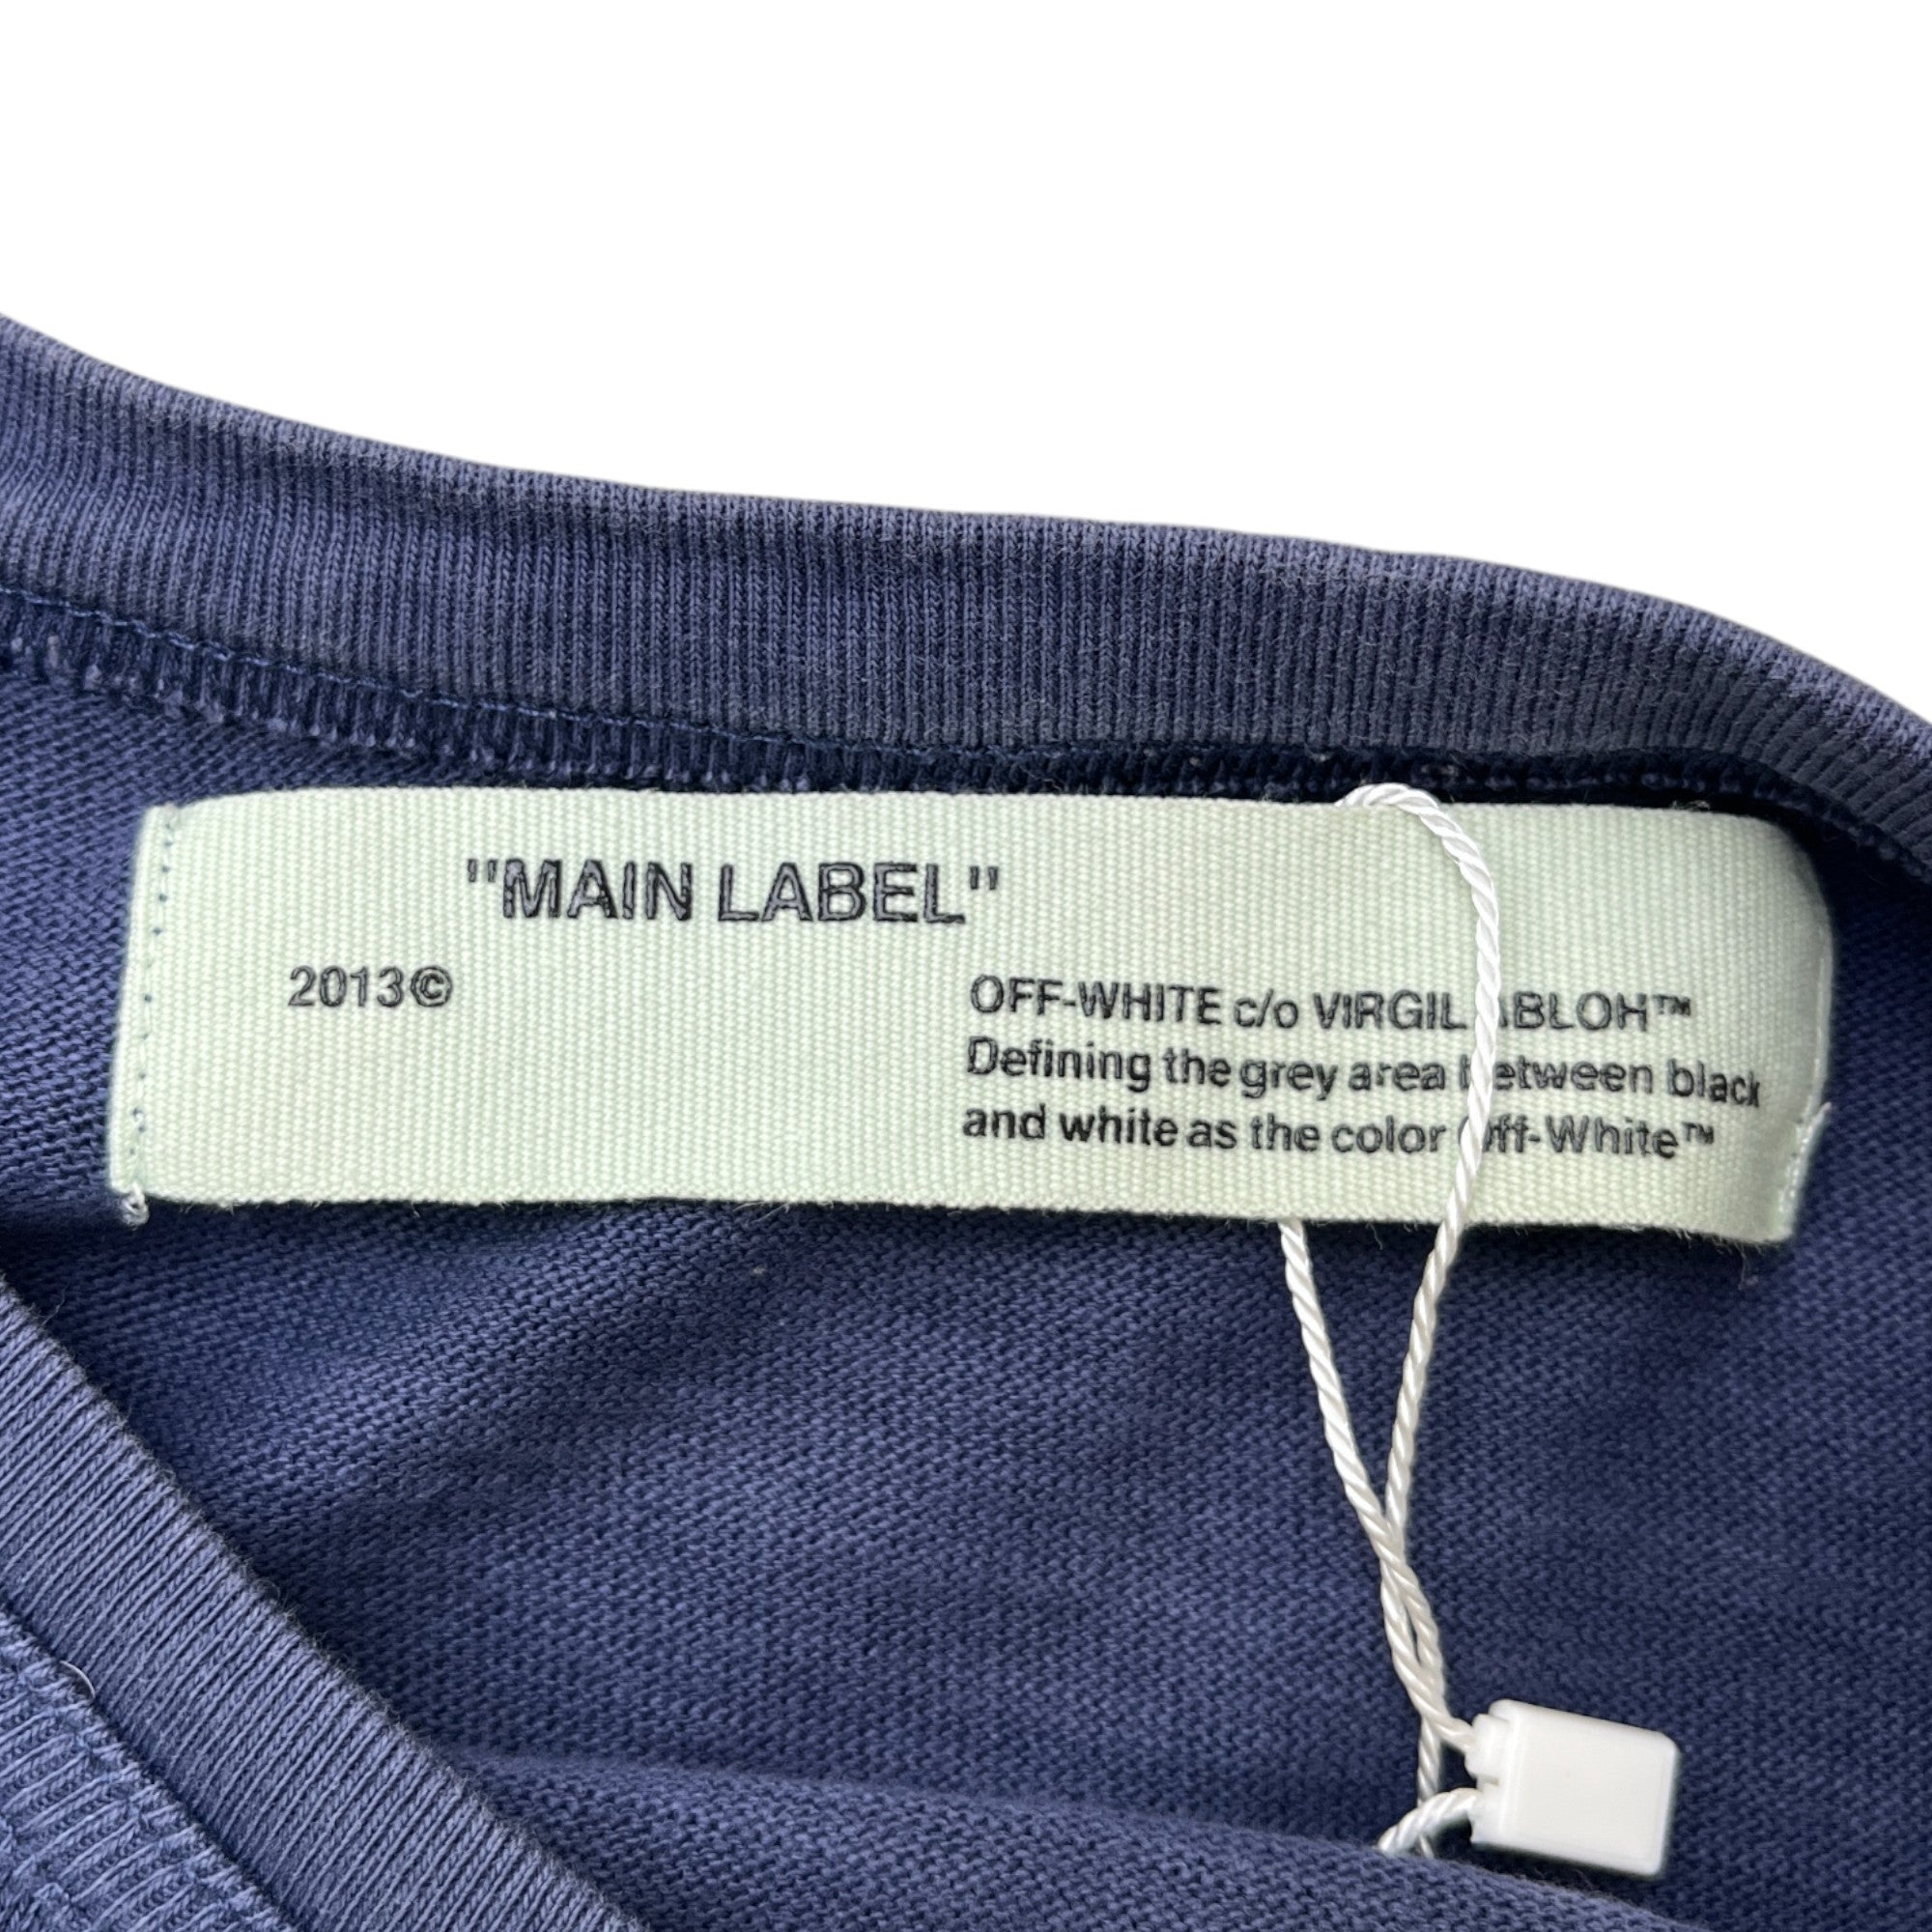 "MAIN LABEL"
2013©
OFF-WHITE c/o VIRGIL ABLOH™
Defining the grey area between black
and white as the color Off-White™